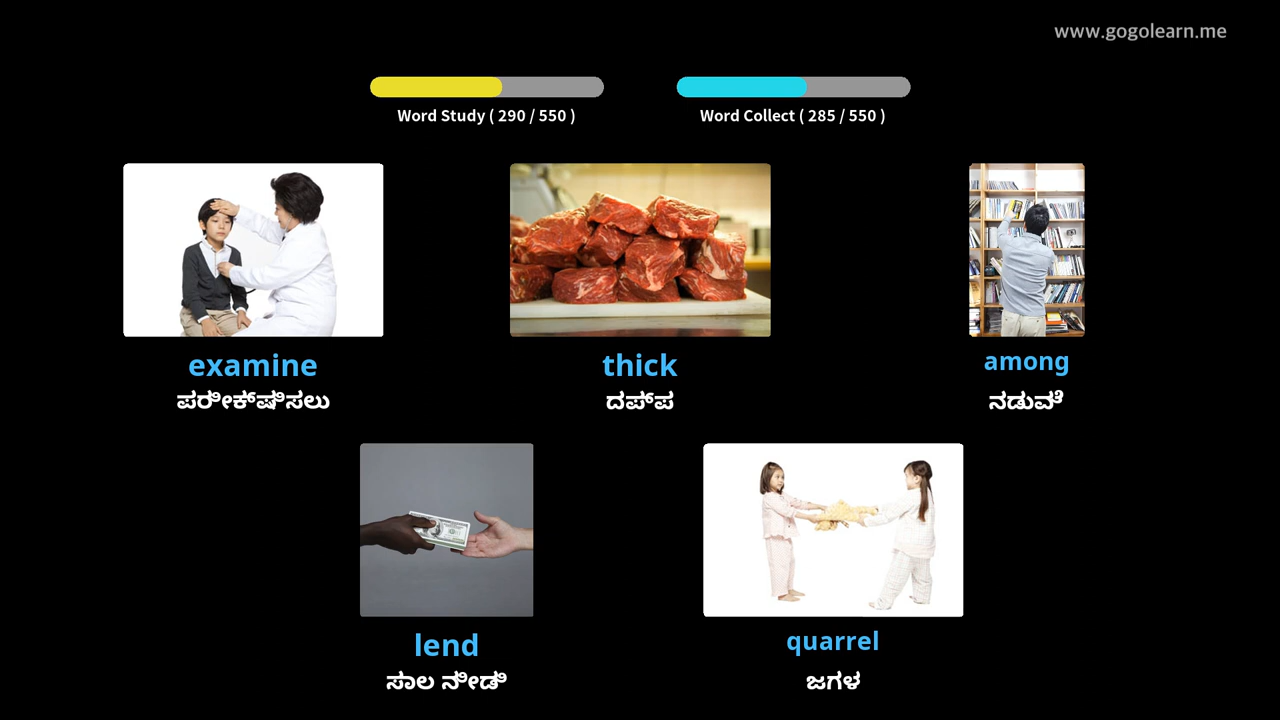 www.gogolearn.me
Word Study ( 290 / 550 )
Word Collect ( 285 / 550 )
examine
ಪರೀಕ್ಷಿಸಲು
thick
ದಪ್ಪ
among
ನಡುವೆ
lend
ಸಾಲ ನೀಡಿ
quarrel
ಜಗಳ